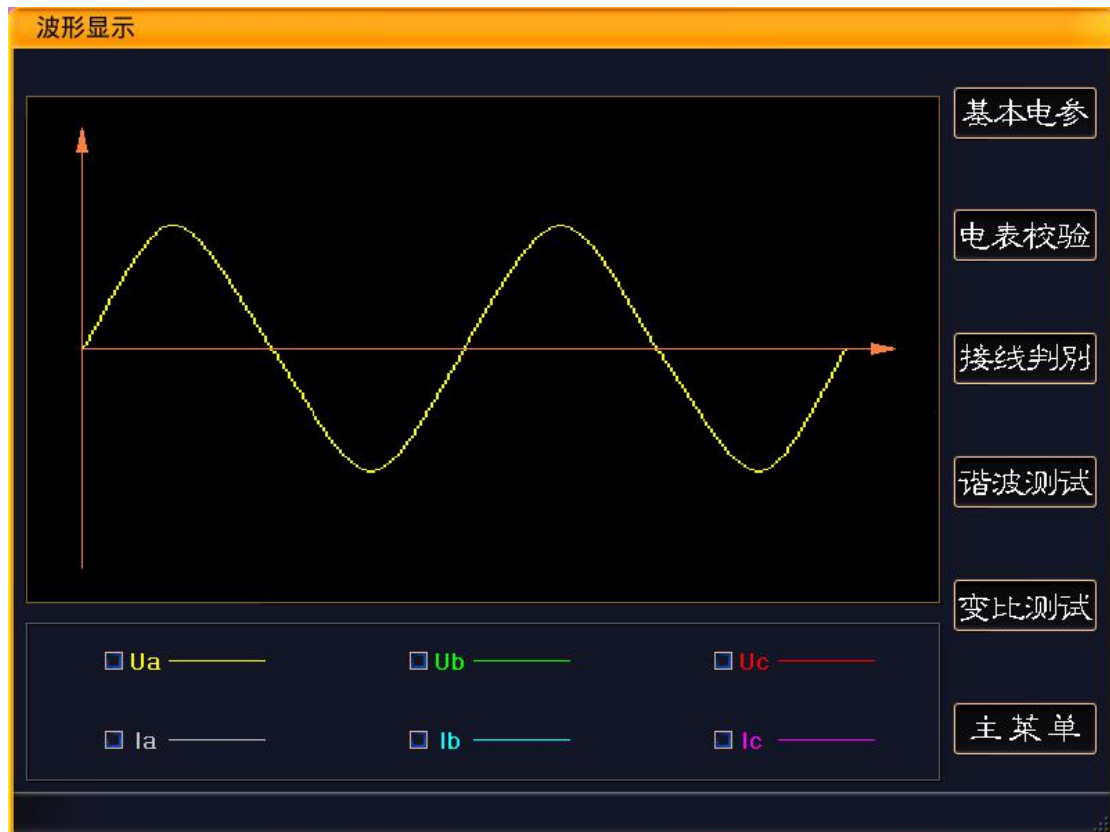 波形显示
基本电参
电表校验
接线判别
谐波测试
变比测试
Ua Ub Uc
Ia Ib Ic
主菜单